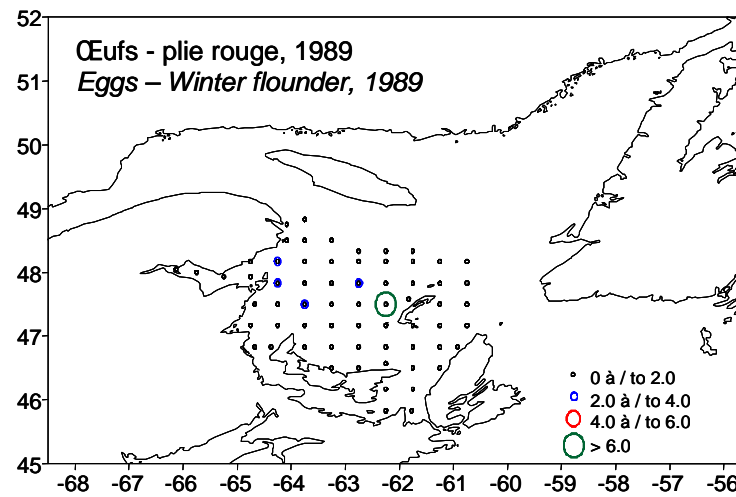 52
Œufs - plie rouge, 1989
Eggs – Winter flounder, 1989
51
50
49
48
47
46
45
0 à / to 2.0
2.0 à / to 4.0
4.0 à / to 6.0
> 6.0
-68 -67 -66 -65 -64 -63 -62 -61 -60 -59 -58 -57 -56